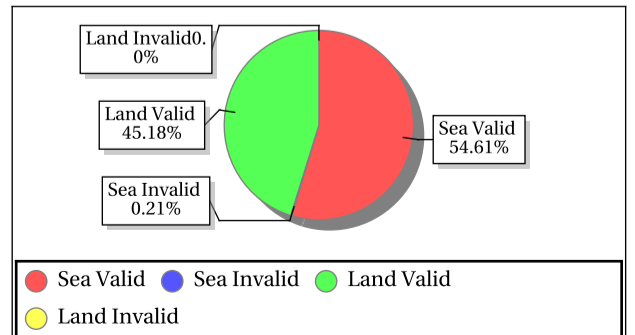 Land Invalid0.
0%
Land Valid
45.18%
Sea Valid
54.61%
Sea Invalid
0.21%
Sea Valid
Sea Invalid
Land Valid
Land Invalid